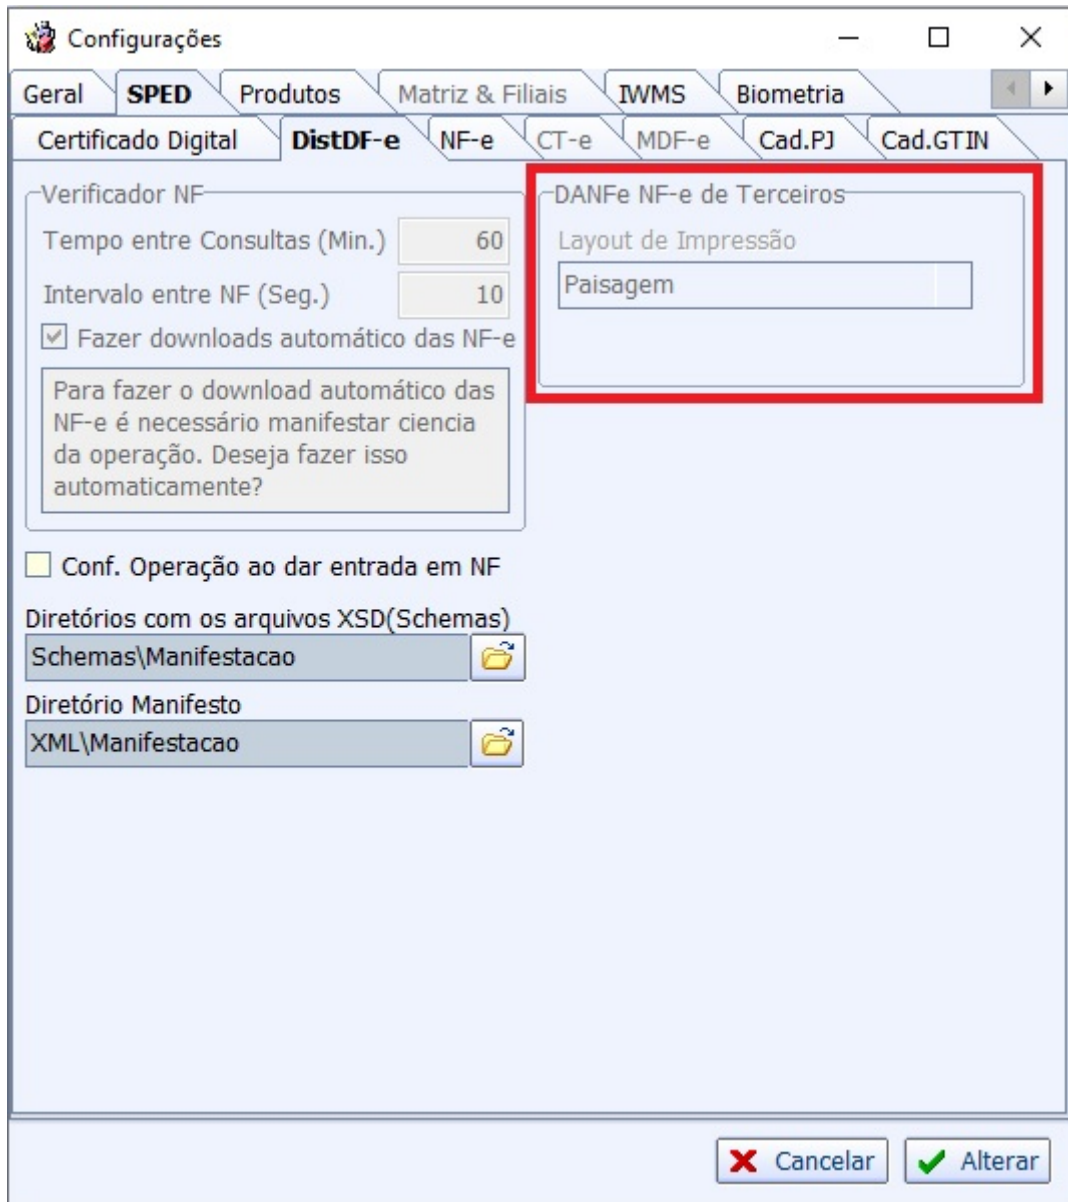 Configurações
Geral SPED Produtos Matriz & Filiais IWMS Biometria
Certificado Digital DistDF-e NF-e CT-e MDF-e Cad.PJ Cad.GTIN
Verificador NF
Tempo entre Consultas (Min.) 60
Intervalo entre NF (Seg.) 10
Fazer downloads automático das NF-e
Para fazer o download automático das
NF-e é necessário manifestar ciencia
da operação. Deseja fazer isso
automaticamente?
DANFe NF-e de Terceiros
Layout de Impressão
Paisagem
Conf. Operação ao dar entrada em NF
Diretórios com os arquivos XSD(Schemas)
Schemas\Manifestacao
Diretório Manifesto
XML\Manifestacao
Cancelar Alterar